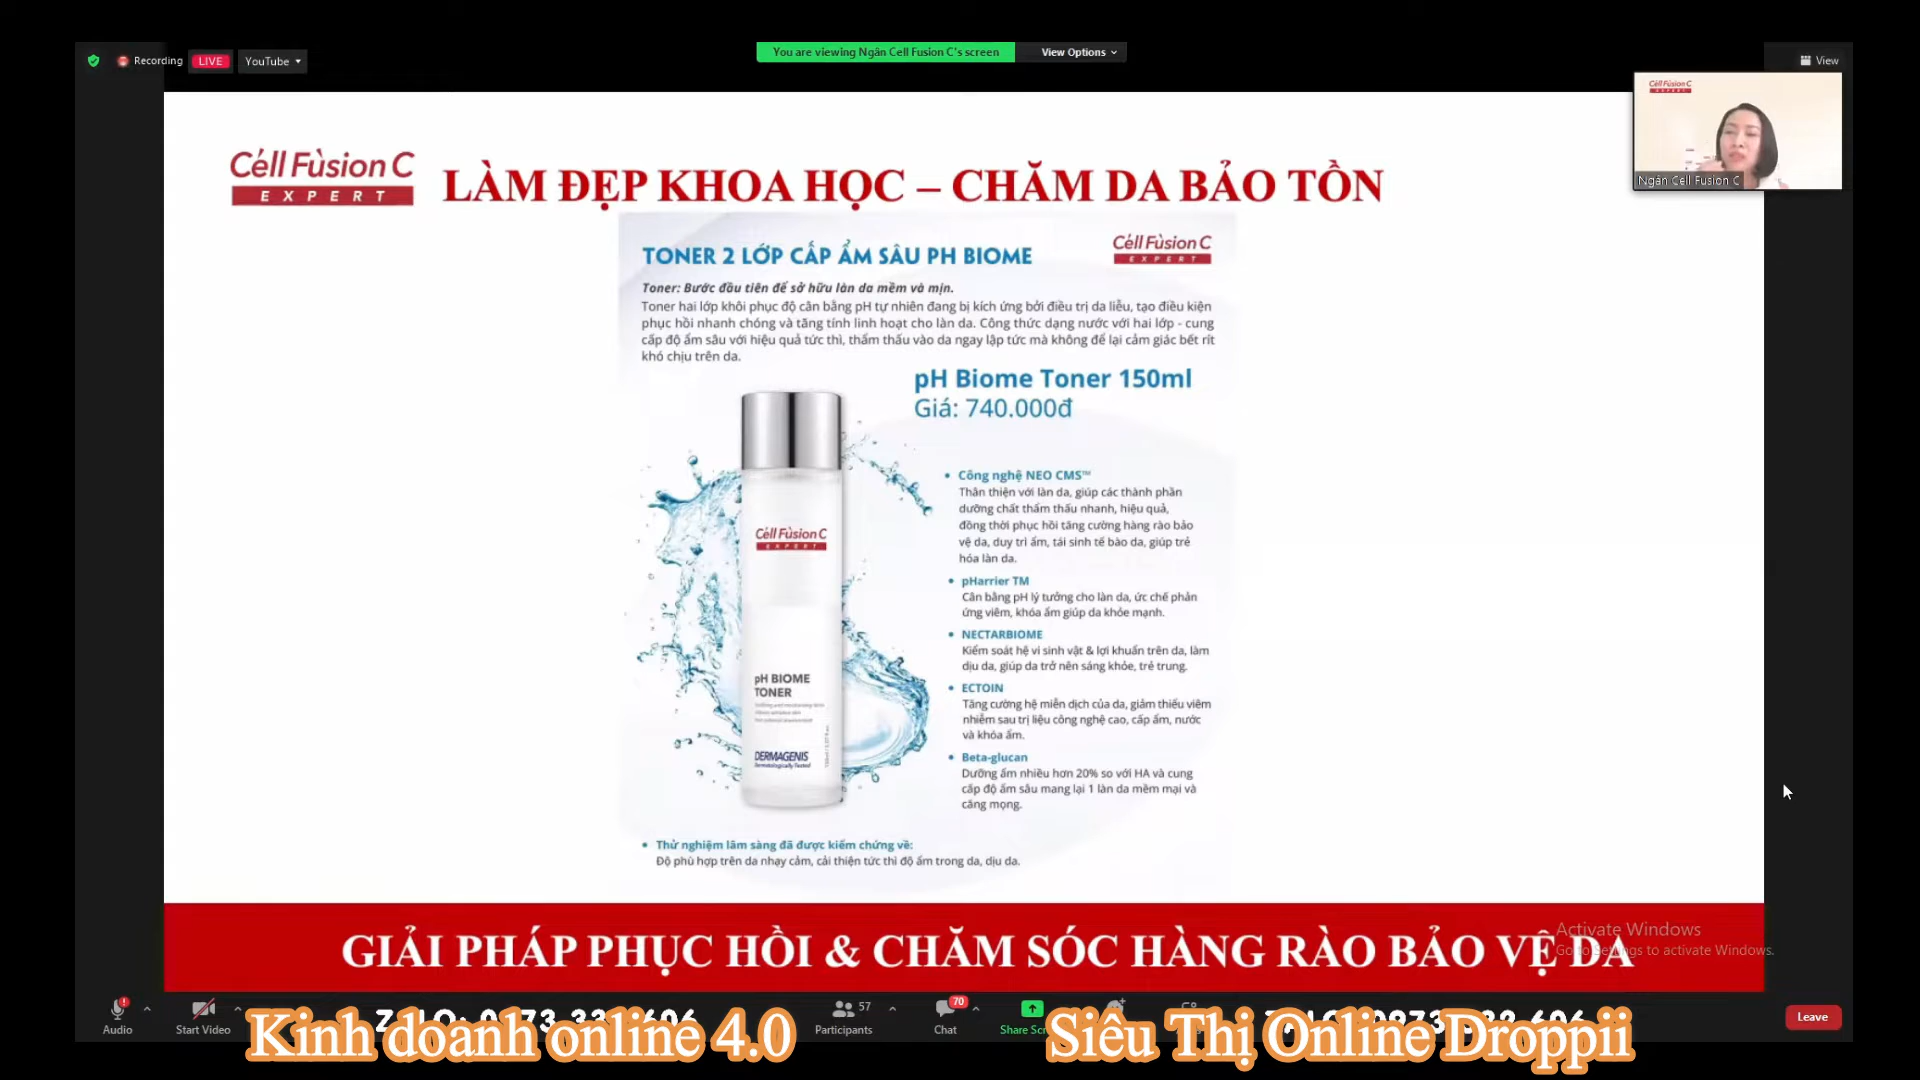 You are viewing Ngân Cell Fusion C's screen
View Options
Recording
LIVE
YouTube
View
Céll Fùsion C
EXPERT
Ngân Cell Fusion C
Céll Fùsion C
EXPERT
LÀM ĐẸP KHOA HỌC – CHĂM DA BẢO TỒN
TONER 2 LỚP CẤP ẨM SÂU PH BIOME
Céll Fùsion C
EXPERT
Toner: Bước đầu tiên để sở hữu làn da mềm và mịn.
Toner hai lớp khôi phục độ cân bằng pH tự nhiên đang bị kích ứng bởi điều trị da liễu, tạo điều kiện
phục hồi nhanh chóng và tăng tính linh hoạt cho làn da. Công thức dạng nước với hai lớp - cung
cấp độ ẩm sâu với hiệu quả tức thì, thẩm thấu vào da ngay lập tức mà không để lại cảm giác bết rít
khó chịu trên da.
pH Biome Toner 150ml
Giá: 740.000đ
• Công nghệ NEO CMS™
Thân thiện với làn da, giúp các thành phần
dưỡng chất thẩm thấu nhanh, hiệu quả,
đồng thời phục hồi tăng cường hàng rào bảo
vệ da, duy trì ẩm, tái sinh tế bào da, giúp trẻ
hóa làn da.
• pHarrier TM
Cân bằng pH lý tưởng cho làn da, ức chế phản
ứng viêm, khóa ẩm giúp da khỏe mạnh.
• NECTARBIOME
Kiểm soát hệ vi sinh vật & lợi khuẩn trên da, làm
dịu da, giúp da trở nên sáng khỏe, trẻ trung.
• ECTOIN
Tăng cường hệ miễn dịch của da, giảm thiểu viêm
nhiễm sau trị liệu công nghệ cao, cấp ẩm, nước
và khóa ẩm.
• Beta-glucan
Dưỡng ẩm nhiều hơn 20% so với HA và cung
cấp độ ẩm sâu mang lại 1 làn da mềm mại và
căng mọng.
Céll Fùsion C
EXPERT
pH BIOME
TONER
DERMAGENIS
Dermatologically Tested
• Thử nghiệm lâm sàng đã được kiểm chứng về:
Độ phù hợp trên da nhạy cảm, cải thiện tức thì độ ẩm trong da, dịu da.
GIẢI PHÁP PHỤC HỒI & CHĂM SÓC HÀNG RÀO BẢO VỆ DA
Activate Windows
Go to Settings to activate Windows.
Audio
Start Video
57
Participants
70
Chat
Share
Leave
Kinh doanh online 4.0
Siêu Thị Online Droppii